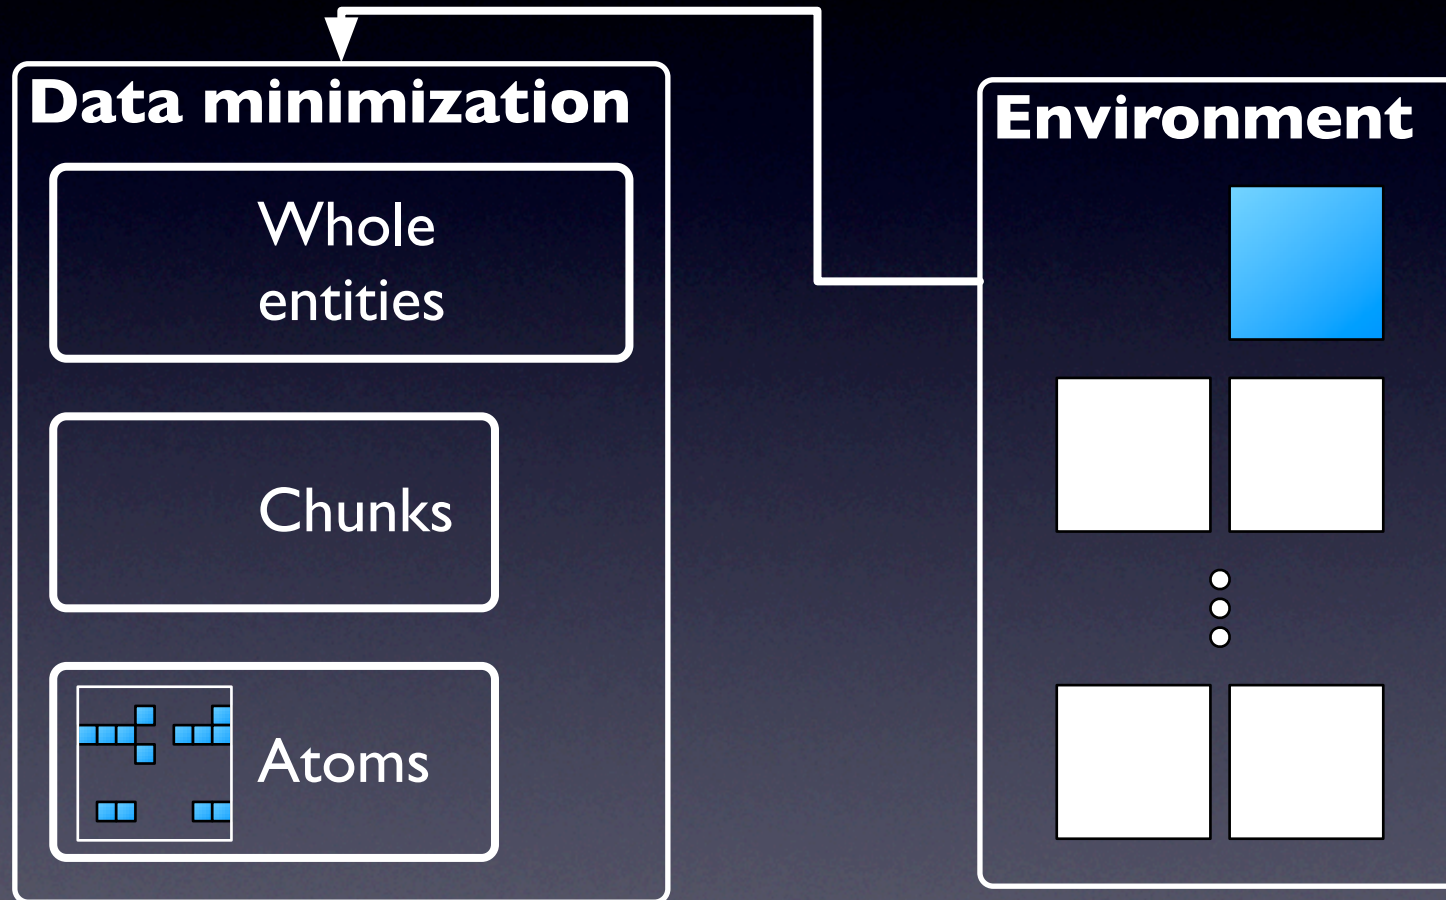 Data minimization
Environment
Whole
entities
Chunks
Atoms